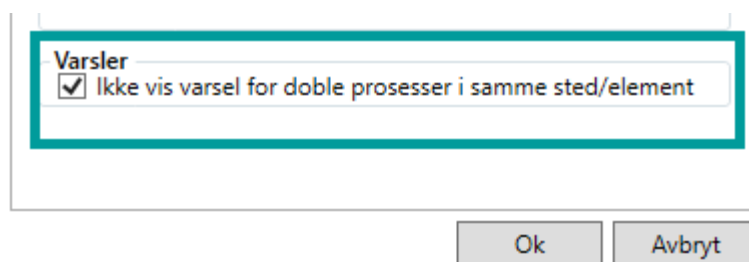 Varsler
Ikke vis varsel for doble prosesser i samme sted/element
Ok Avbryt